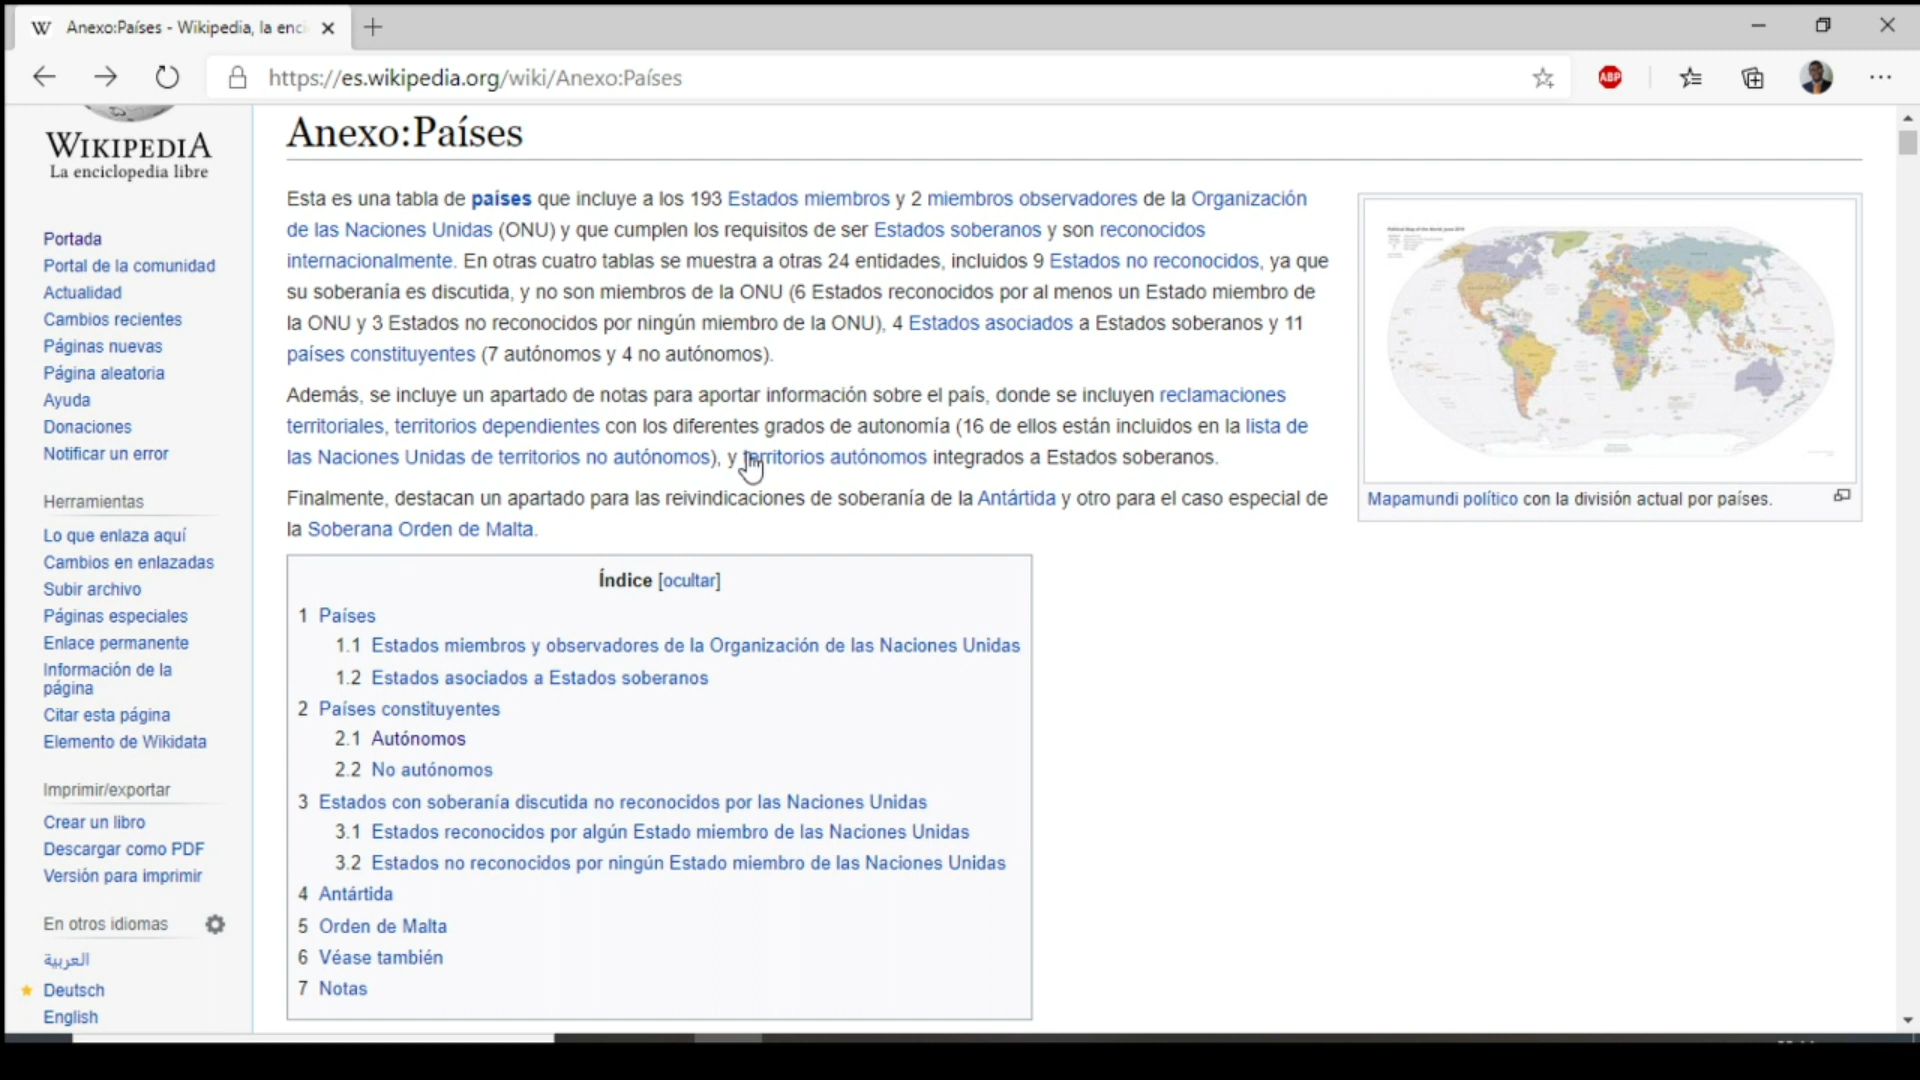 Anexo:Países - Wikipedia, la enci
https://es.wikipedia.org/wiki/Anexo:Países
ABP
WIKIPEDIA
La enciclopedia libre
Portada
Portal de la comunidad
Actualidad
Cambios recientes
Páginas nuevas
Página aleatoria
Ayuda
Donaciones
Notificar un error
Herramientas
Lo que enlaza aquí
Cambios en enlazadas
Subir archivo
Páginas especiales
Enlace permanente
Información de la
página
Citar esta página
Elemento de Wikidata
Imprimir/exportar
Crear un libro
Descargar como PDF
Versión para imprimir
En otros idiomas
العربية
Deutsch
English
Anexo:Países
Esta es una tabla de países que incluye a los 193 Estados miembros y 2 miembros observadores de la Organización
de las Naciones Unidas (ONU) y que cumplen los requisitos de ser Estados soberanos y son reconocidos
internacionalmente. En otras cuatro tablas se muestra a otras 24 entidades, incluidos 9 Estados no reconocidos, ya que
su soberanía es discutida, y no son miembros de la ONU (6 Estados reconocidos por al menos un Estado miembro de
la ONU y 3 Estados no reconocidos por ningún miembro de la ONU), 4 Estados asociados a Estados soberanos y 11
países constituyentes (7 autónomos y 4 no autónomos).
Además, se incluye un apartado de notas para aportar información sobre el país, donde se incluyen reclamaciones
territoriales, territorios dependientes con los diferentes grados de autonomía (16 de ellos están incluidos en la lista de
las Naciones Unidas de territorios no autónomos), y territorios autónomos integrados a Estados soberanos.
Finalmente, destacan un apartado para las reivindicaciones de soberanía de la Antártida y otro para el caso especial de
la Soberana Orden de Malta.
Mapamundi político con la división actual por países.
Índice [ocultar]
1 Países
1.1 Estados miembros y observadores de la Organización de las Naciones Unidas
1.2 Estados asociados a Estados soberanos
2 Países constituyentes
2.1 Autónomos
2.2 No autónomos
3 Estados con soberanía discutida no reconocidos por las Naciones Unidas
3.1 Estados reconocidos por algún Estado miembro de las Naciones Unidas
3.2 Estados no reconocidos por ningún Estado miembro de las Naciones Unidas
4 Antártida
5 Orden de Malta
6 Véase también
7 Notas